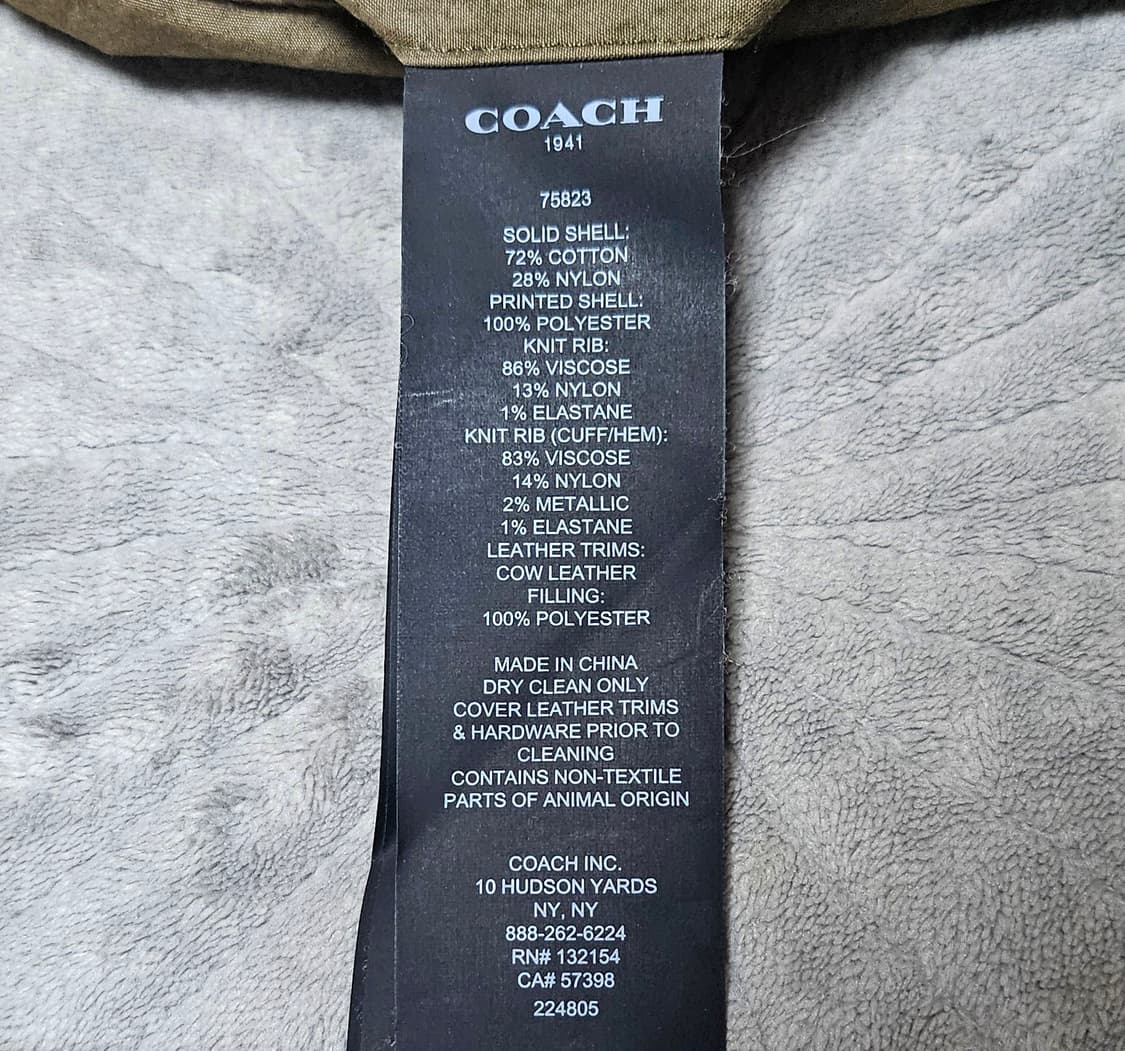 COACH
1941
75823
SOLID SHELL:
72% COTTON
28% NYLON
PRINTED SHELL:
100% POLYESTER
KNIT RIB:
86% VISCOSE
13% NYLON
1% ELASTANE
KNIT RIB (CUFF/HEM):
83% VISCOSE
14% NYLON
2% METALLIC
1% ELASTANE
LEATHER TRIMS:
COW LEATHER
FILLING:
100% POLYESTER
MADE IN CHINA
DRY CLEAN ONLY
COVER LEATHER TRIMS
& HARDWARE PRIOR TO
CLEANING
CONTAINS NON-TEXTILE
PARTS OF ANIMAL ORIGIN
COACH INC.
10 HUDSON YARDS
NY, NY
888-262-6224
RN# 132154
CA# 57398
224805